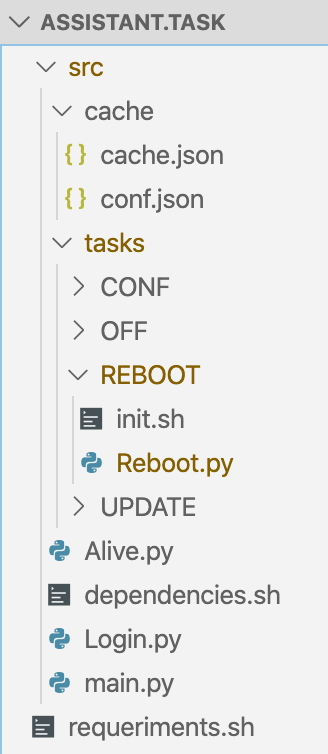 ASSISTANT.TASK
src
cache
{} cache.json
{} conf.json
tasks
CONF
OFF
REBOOT
init.sh
Reboot.py
UPDATE
Alive.py
dependencies.sh
Login.py
main.py
requeriments.sh